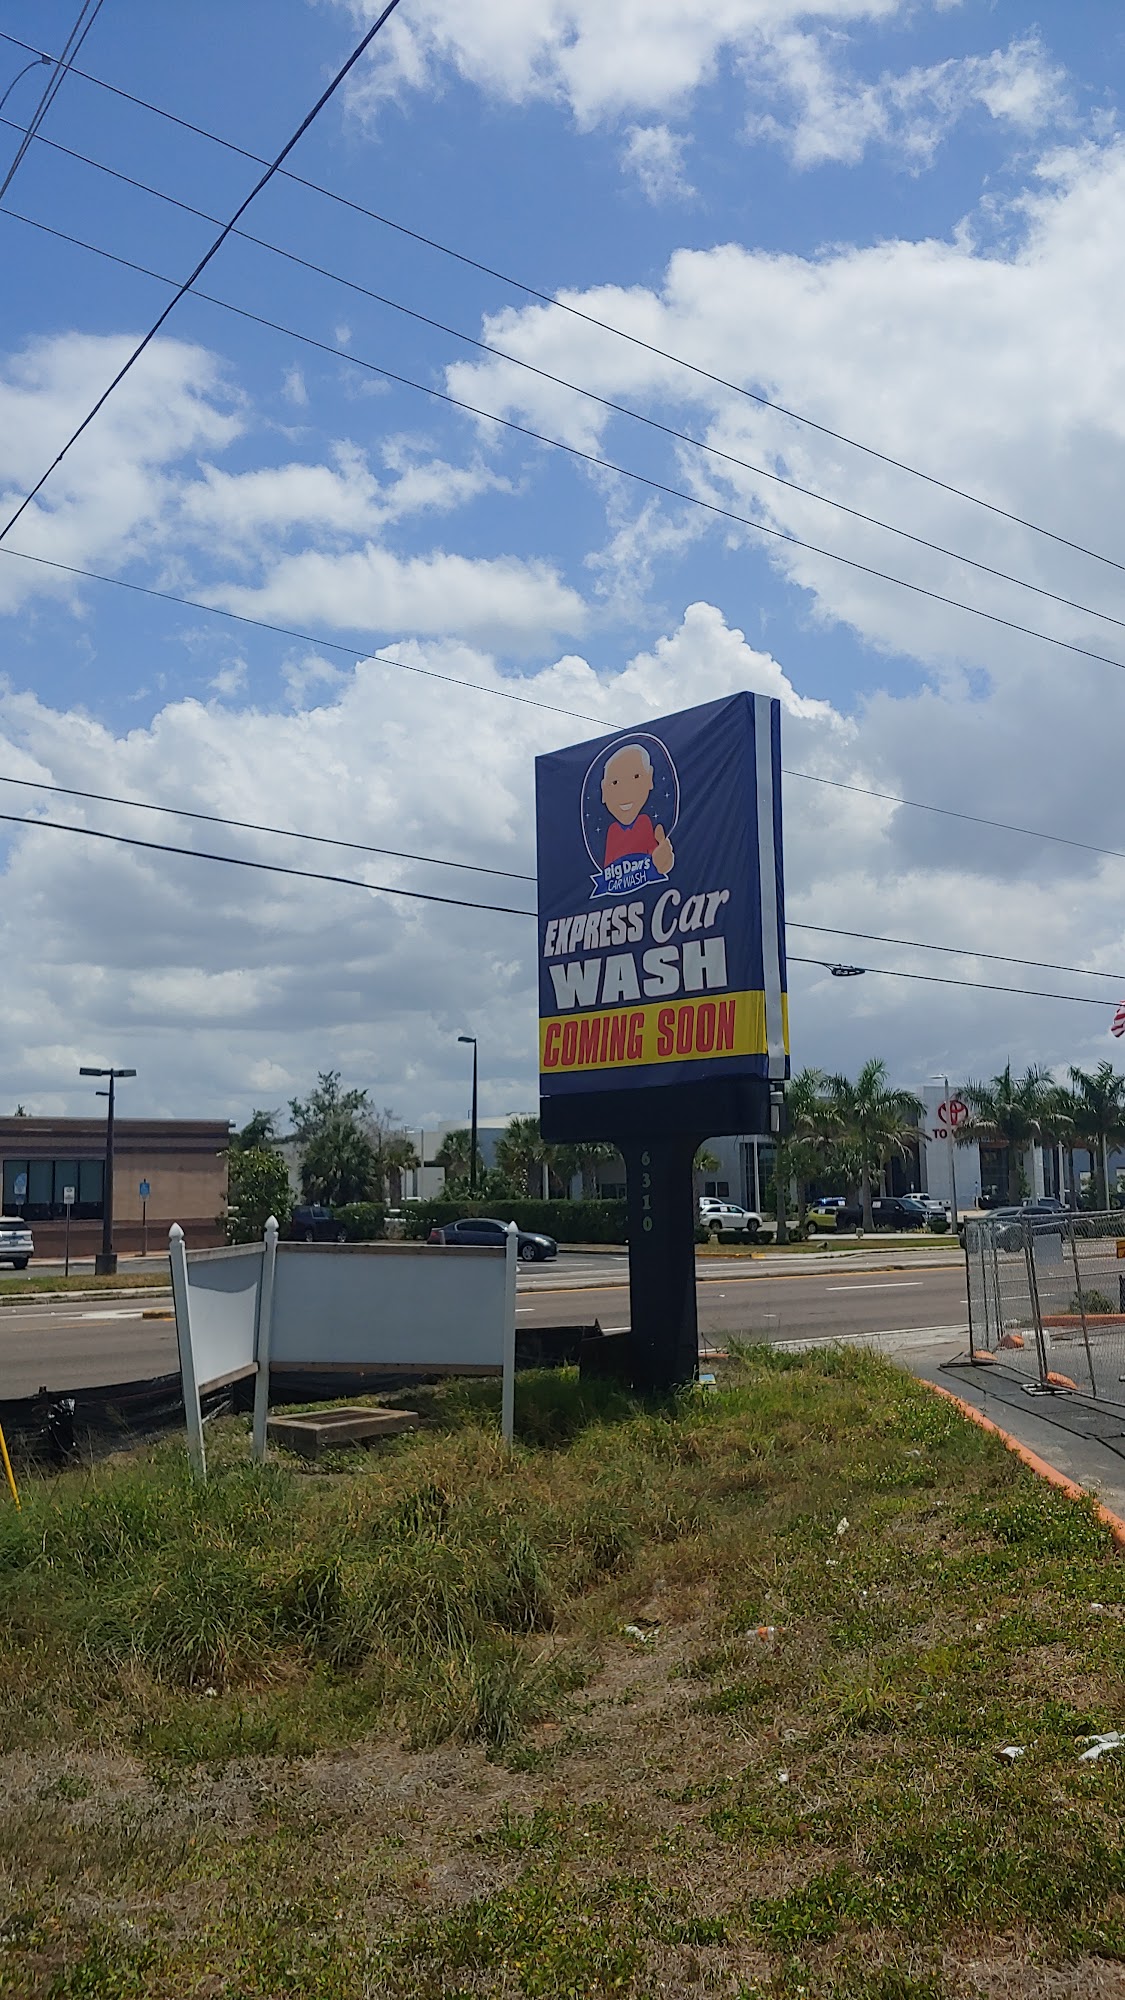 Big Dan's
CAR WASH
EXPRESS Car
WASH
COMING SOON
6310